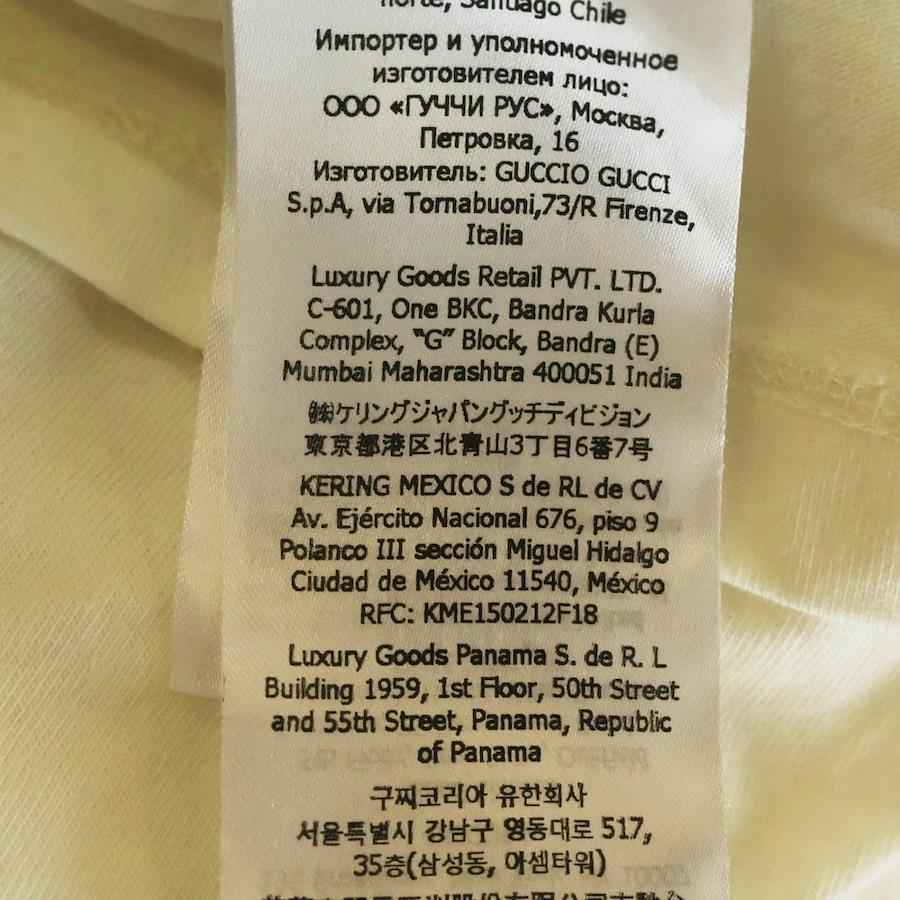 norte, Santiago Chile
Импортер и уполномоченное
изготовителем лицо:
ООО «ГУЧЧИ РУС», Москва,
Петровка, 16
Изготовитель: GUCCIO GUCCI
S.p.A, via Tornabuoni,73/R Firenze,
Italia
Luxury Goods Retail PVT. LTD.
C-601, One BKC, Bandra Kurla
Complex, "G" Block, Bandra (E)
Mumbai Maharashtra 400051 India
㈱ケリングジャパングッチディビジョン
東京都港区北青山3丁目6番7号
KERING MEXICO S de RL de CV
Av. Ejército Nacional 676, piso 9
Polanco III sección Miguel Hidalgo
Ciudad de México 11540, México
RFC: KME150212F18
Luxury Goods Panama S. de R. L
Building 1959, 1st Floor, 50th Street
and 55th Street, Panama, Republic
of Panama
구찌코리아 유한회사
서울특별시 강남구 영동대로 517,
35층(삼성동, 아셈타워)